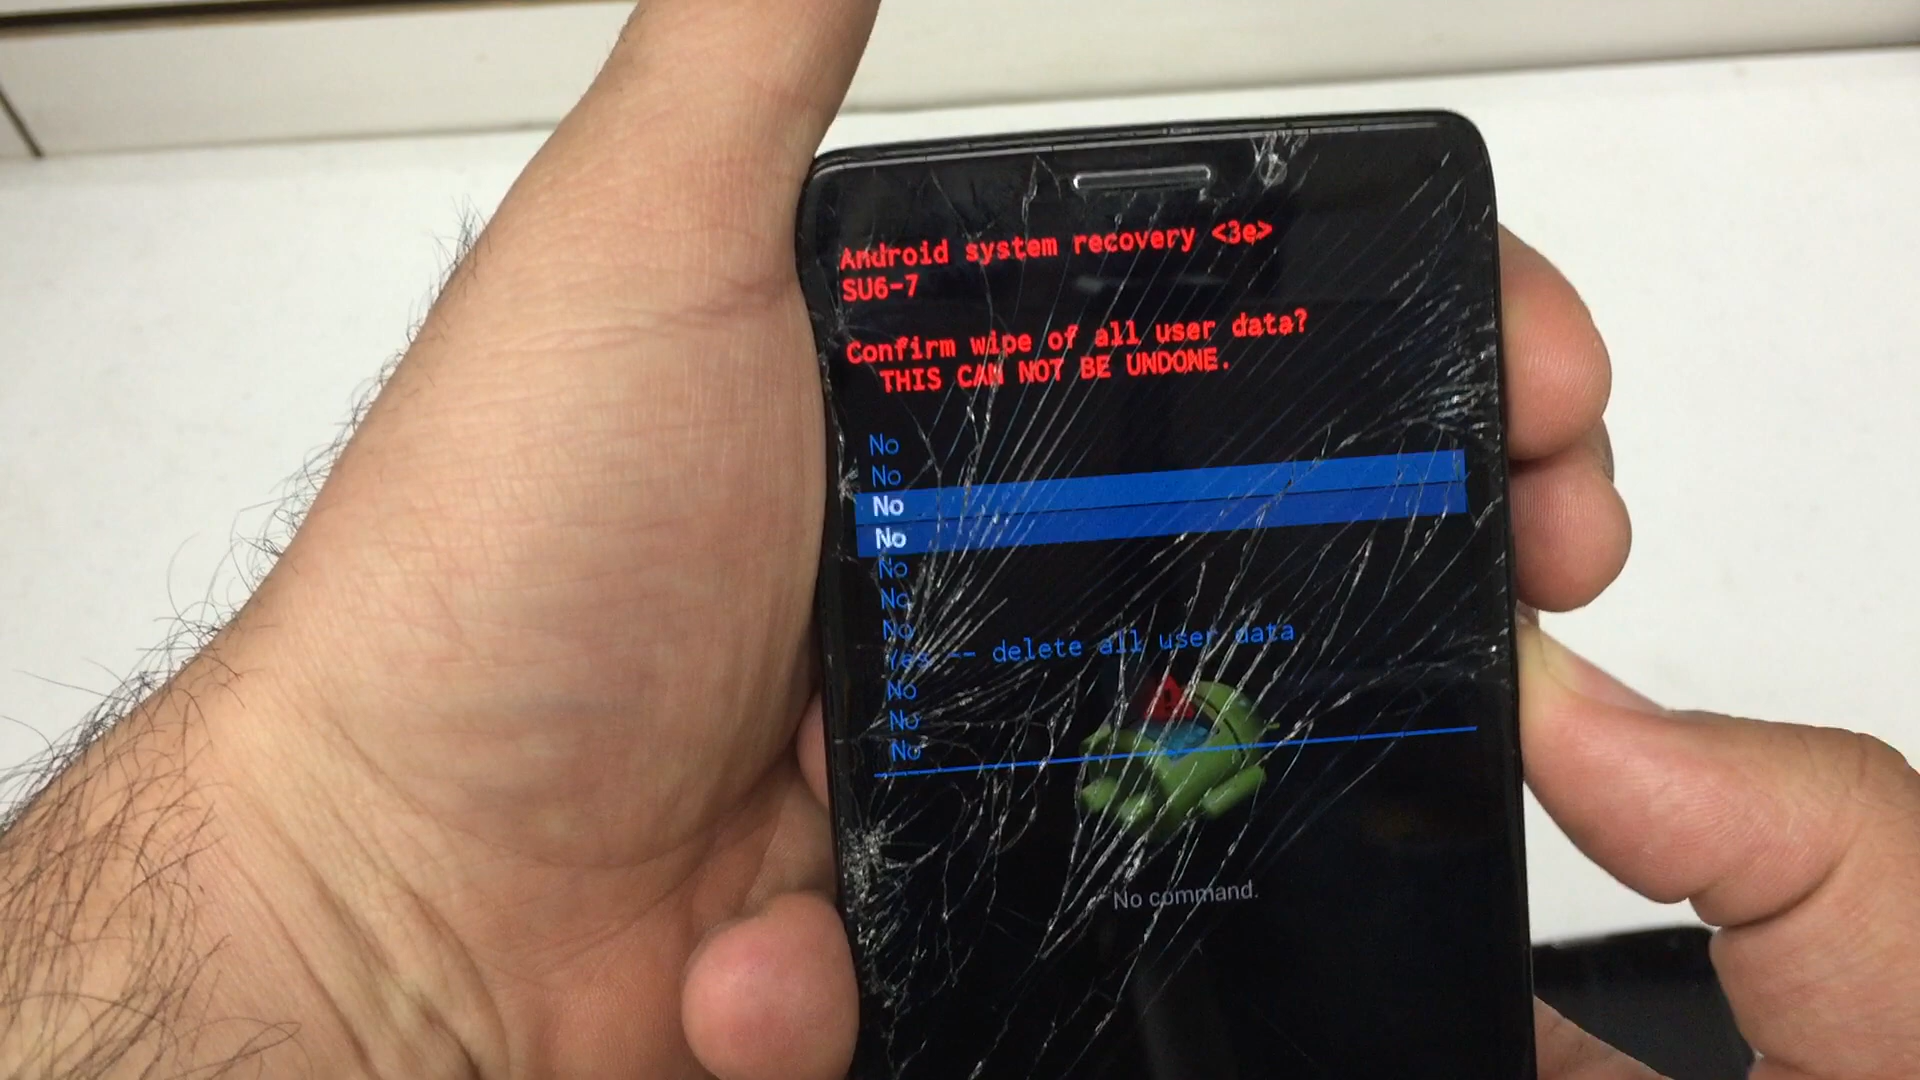 Android system recovery <3e>
SU6-7
Confirm wipe of all user data?
THIS CAN NOT BE UNDONE.
No
No
No
No
No
No
No
Yes -- delete all user data
No
No
No
No command.